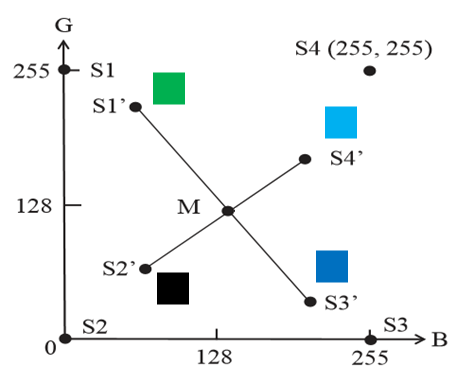 G
S4 (255, 255)
255 S1
S1’
S4’
128
M
S2’
S3’
S2
S3
0
128
255
B